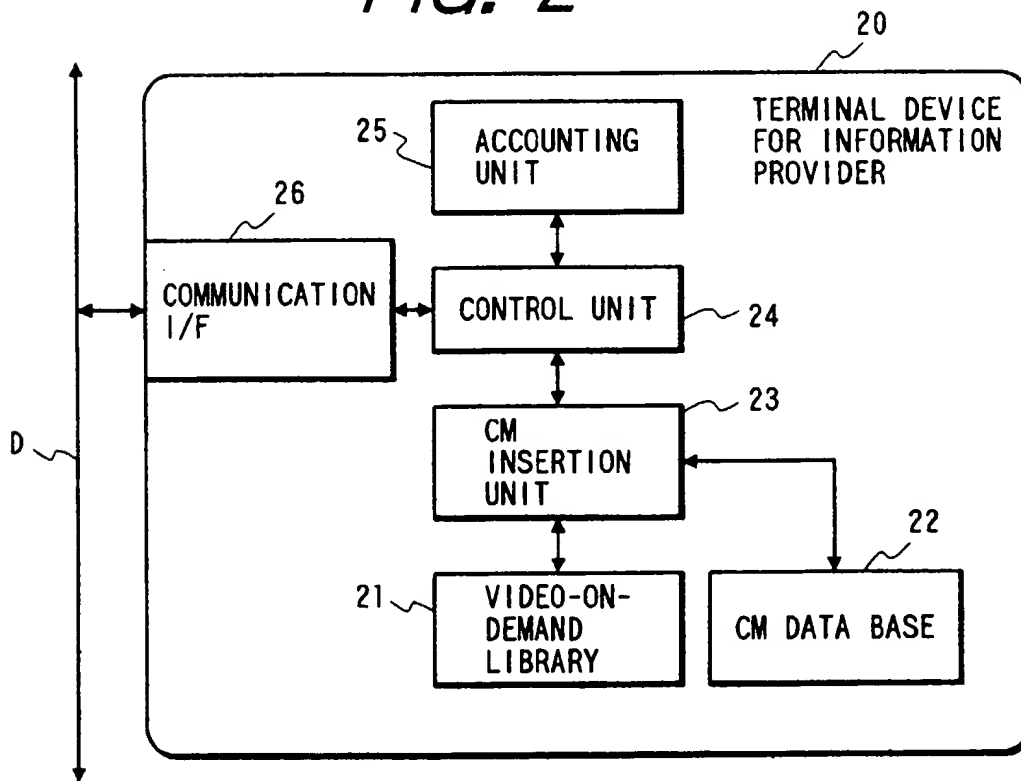 FIG. 2
20
TERMINAL DEVICE
FOR INFORMATION
PROVIDER
25
ACCOUNTING
UNIT
26
COMMUNICATION
I/F
CONTROL UNIT
24
23
CM
INSERTION
UNIT
D
22
21
VIDEO-ON-
DEMAND
LIBRARY
CM DATA BASE